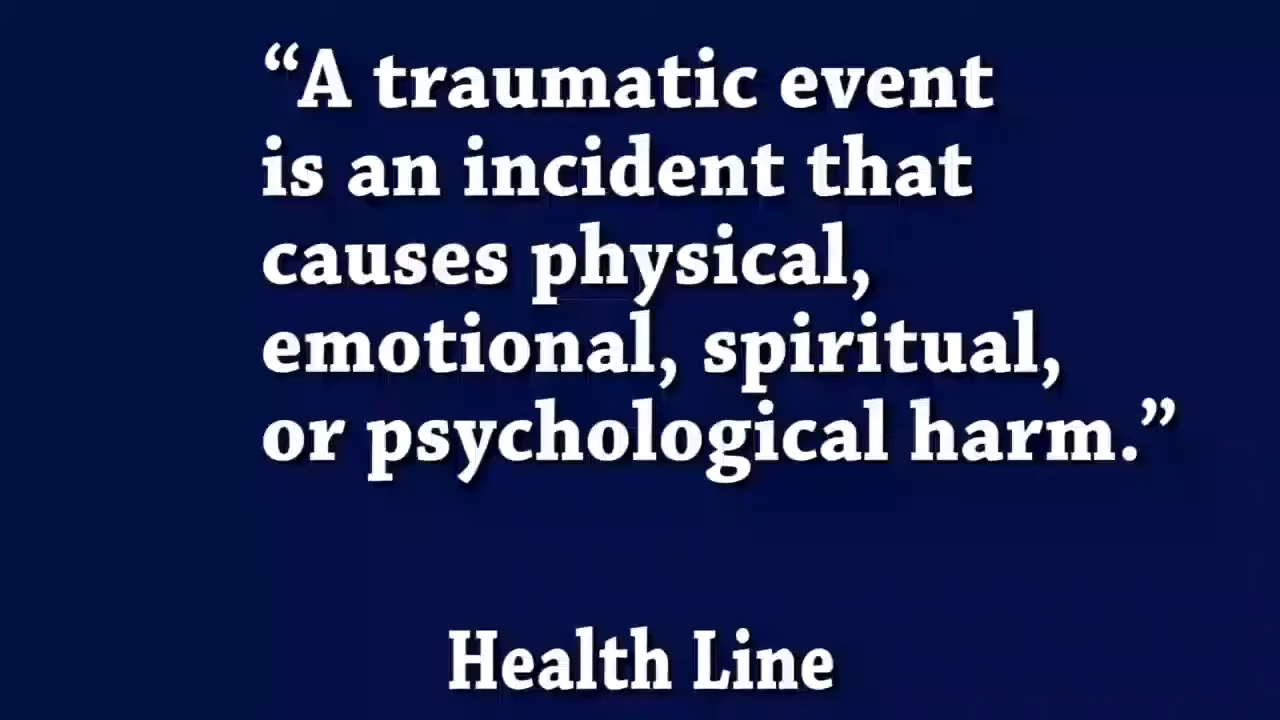 “A traumatic event
is an incident that
causes physical,
emotional, spiritual,
or psychological harm.”
Health Line